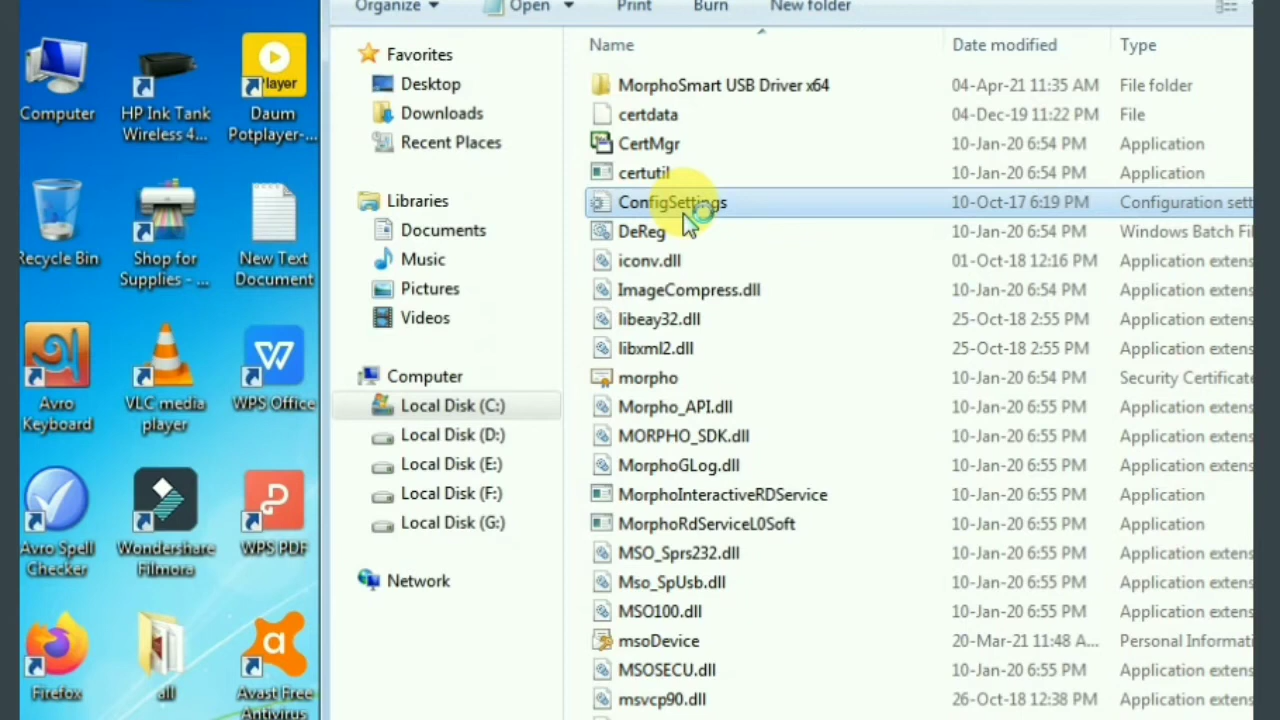 Organize
Open
Print
Burn
New folder
Name
Date modified
Type
Computer
HP Ink Tank
Wireless 4...
Daum
Potplayer-...
Player
Recycle Bin
Shop for
Supplies - ...
New Text
Document
Avro
Keyboard
VLC media
player
WPS Office
Avro Spell
Checker
Wondershare
Filmora
WPS PDF
Firefox
all
Avast Free
Antivirus
Favorites
Desktop
Downloads
Recent Places
Libraries
Documents
Music
Pictures
Videos
Computer
Local Disk (C:)
Local Disk (D:)
Local Disk (E:)
Local Disk (F:)
Local Disk (G:)
Network
MorphoSmart USB Driver x64 04-Apr-21 11:35 AM File folder
certdata 04-Dec-19 11:22 PM File
CertMgr 10-Jan-20 6:54 PM Application
certutil 10-Jan-20 6:54 PM Application
ConfigSettings 10-Oct-17 6:19 PM Configuration sett
DeReg 10-Jan-20 6:54 PM Windows Batch Fil
iconv.dll 01-Oct-18 12:16 PM Application extens
ImageCompress.dll 10-Jan-20 6:54 PM Application extens
libeay32.dll 25-Oct-18 2:55 PM Application extens
libxml2.dll 25-Oct-18 2:55 PM Application extens
morpho 10-Jan-20 6:54 PM Security Certificate
Morpho_API.dll 10-Jan-20 6:55 PM Application extens
MORPHO_SDK.dll 10-Jan-20 6:55 PM Application extens
MorphoGLog.dll 10-Jan-20 6:55 PM Application extens
MorphoInteractiveRDService 10-Jan-20 6:55 PM Application
MorphoRdServiceL0Soft 10-Jan-20 6:55 PM Application
MSO_Sprs232.dll 10-Jan-20 6:55 PM Application extens
Mso_SpUsb.dll 10-Jan-20 6:55 PM Application extens
MSO100.dll 10-Jan-20 6:55 PM Application extens
msoDevice 20-Mar-21 11:48 A... Personal Informati
MSOSECU.dll 10-Jan-20 6:55 PM Application extens
msvcp90.dll 26-Oct-18 12:38 PM Application extens